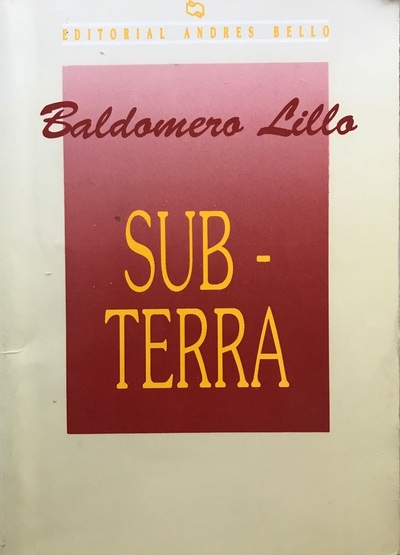 EDITORIAL ANDRES BELLO
Baldomero Lillo
SUB -
TERRA